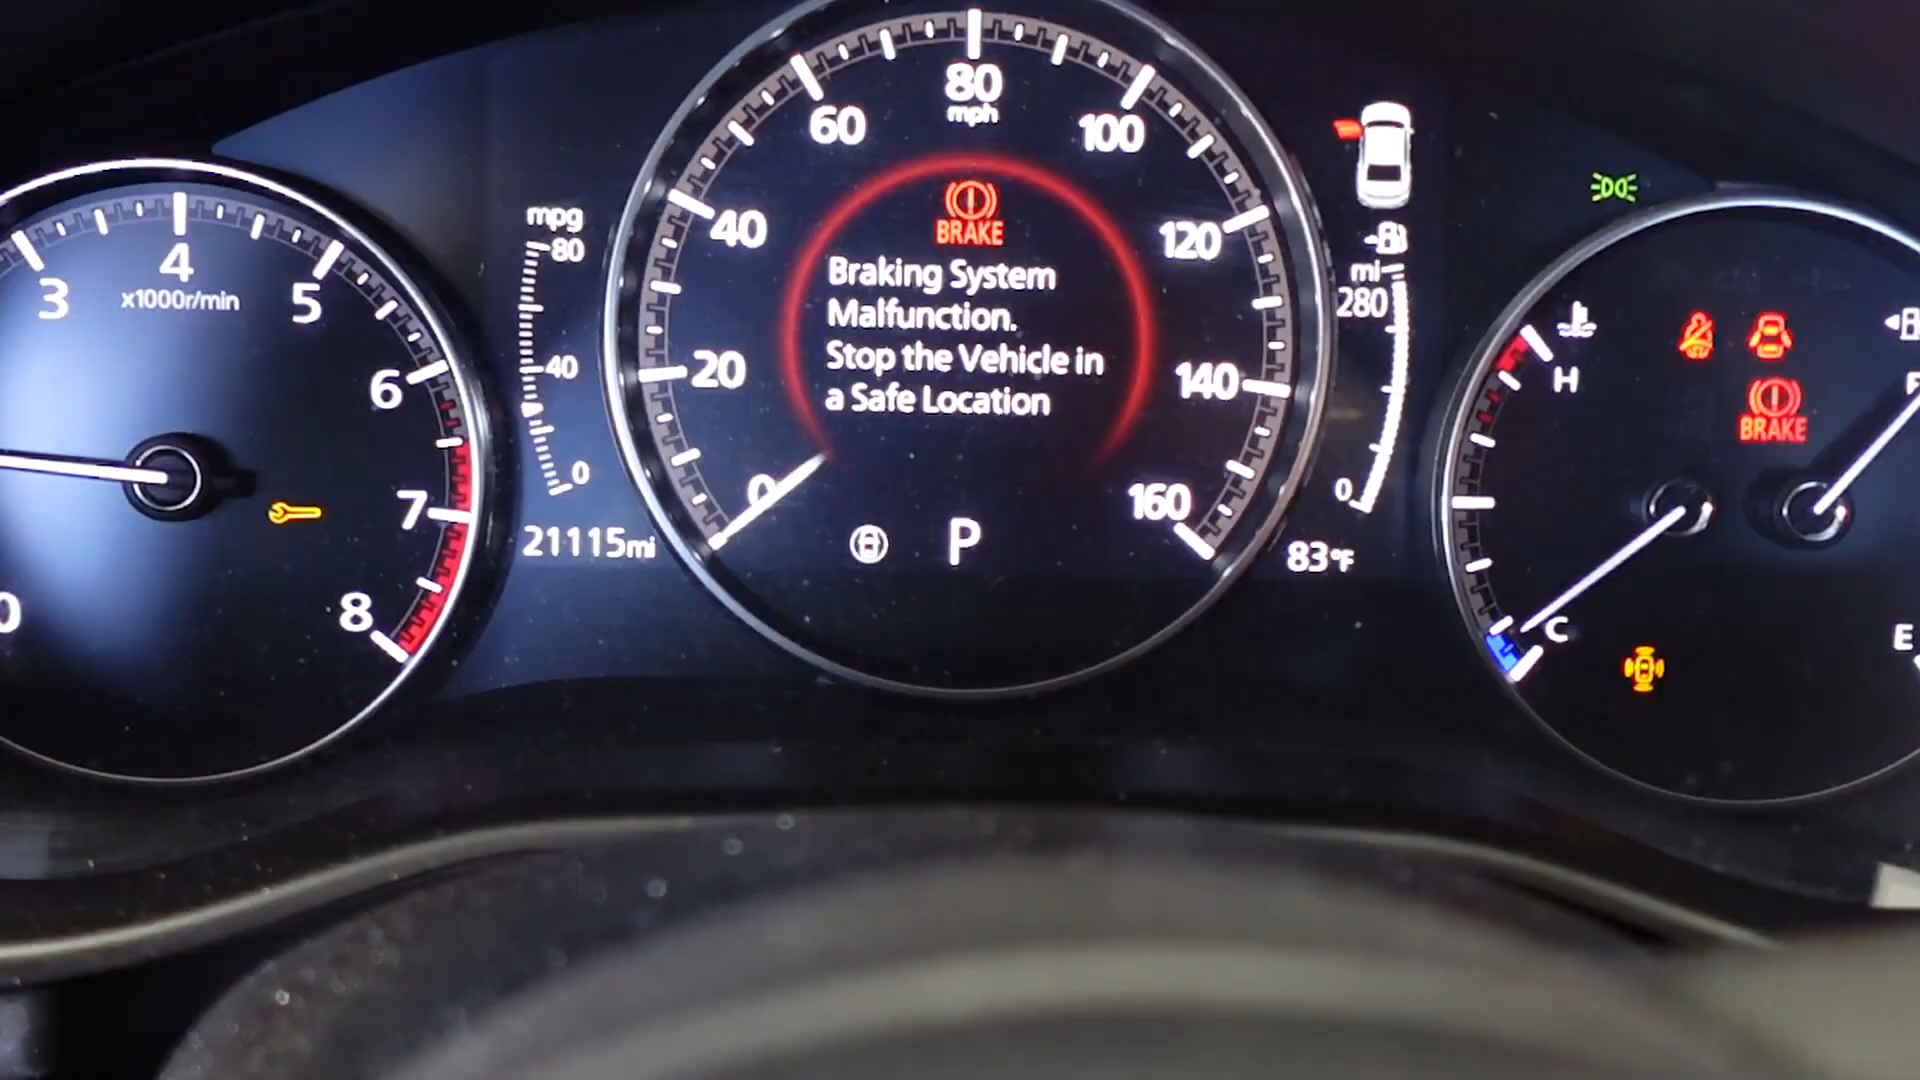 3
4
5
6
7
8
0
x1000r/min
mpg
80
40
0
21115mi
0
20
40
60
80
mph
100
120
140
160
BRAKE
Braking System
Malfunction.
Stop the Vehicle in
a Safe Location
P
mi
280
0
83°F
H
C
BRAKE
F
E